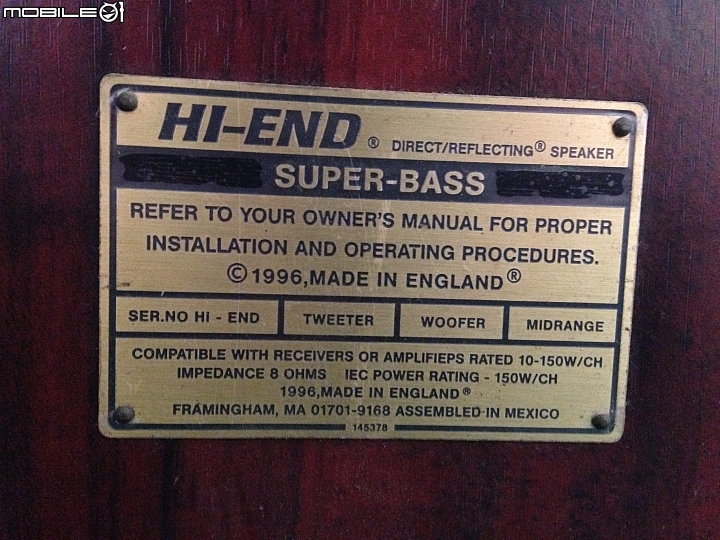 MOBILE01
HI-END ® DIRECT/REFLECTING® SPEAKER
SUPER-BASS
REFER TO YOUR OWNER'S MANUAL FOR PROPER
INSTALLATION AND OPERATING PROCEDURES.
© 1996,MADE IN ENGLAND®
SER.NO HI - END TWEETER WOOFER MIDRANGE
COMPATIBLE WITH RECEIVERS OR AMPLIFIEPS RATED 10-150W/CH
IMPEDANCE 8 OHMS IEC POWER RATING - 150W/CH
1996,MADE IN ENGLAND®
FRAMINGHAM, MA 01701-9168 ASSEMBLED IN MEXICO
145378